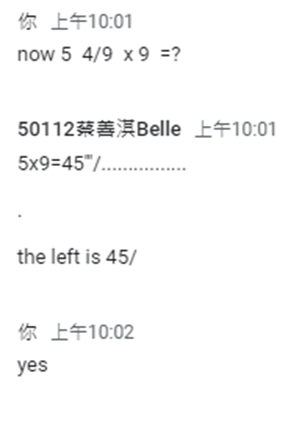 你 上午10:01
now 5  4/9  x 9  =?
50112蔡善淇Belle 上午10:01
5x9=45'''/................
.
the left is 45/
你 上午10:02
yes